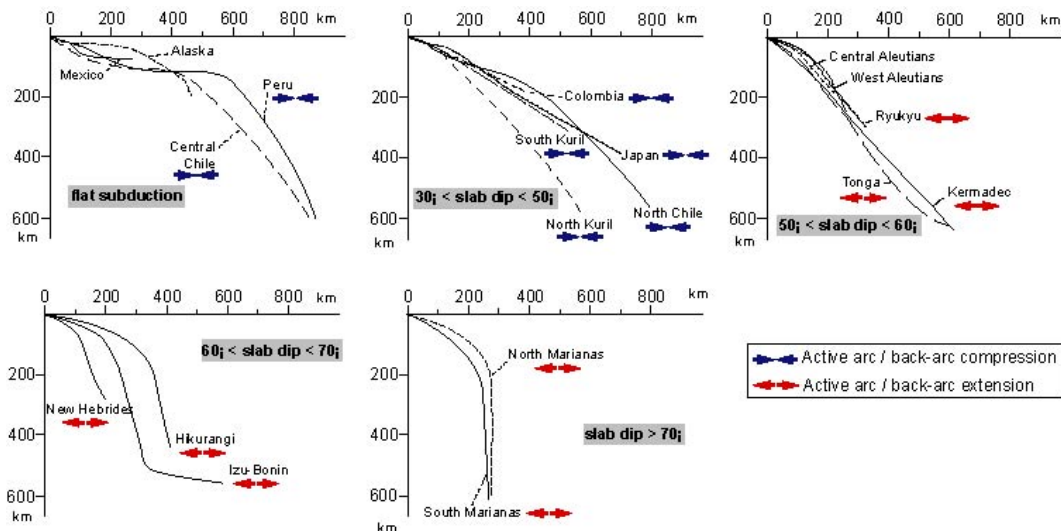 0 200 400 600 800 km
Alaska
Mexico
Peru
200
Central
Chile
400
flat subduction
600
km
0 200 400 600 800 km
Colombia
200
South Kuril
Japan
400
30¡ < slab dip < 50¡
600
North Kuril
North Chile
km
0 200 400 600 800 km
Central Aleutians
West Aleutians
200
Ryukyu
400
Tonga
Kermadec
600
50¡ < slab dip < 60¡
km
0 200 400 600 800 km
60¡ < slab dip < 70¡
200
New Hebrides
400
Hikurangi
Izu-Bonin
600
km
0 200 400 600 800 km
North Marianas
200
400
slab dip > 70¡
600
South Marianas
km
Active arc / back-arc compression
Active arc / back-arc extension